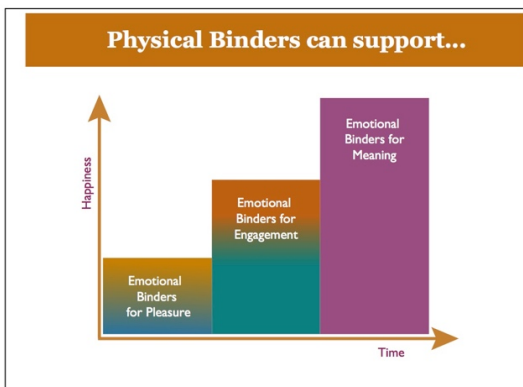 Physical Binders can support...
Emotional
Binders for
Meaning
Emotional
Binders for
Engagement
Emotional
Binders
for Pleasure
Happiness
Time